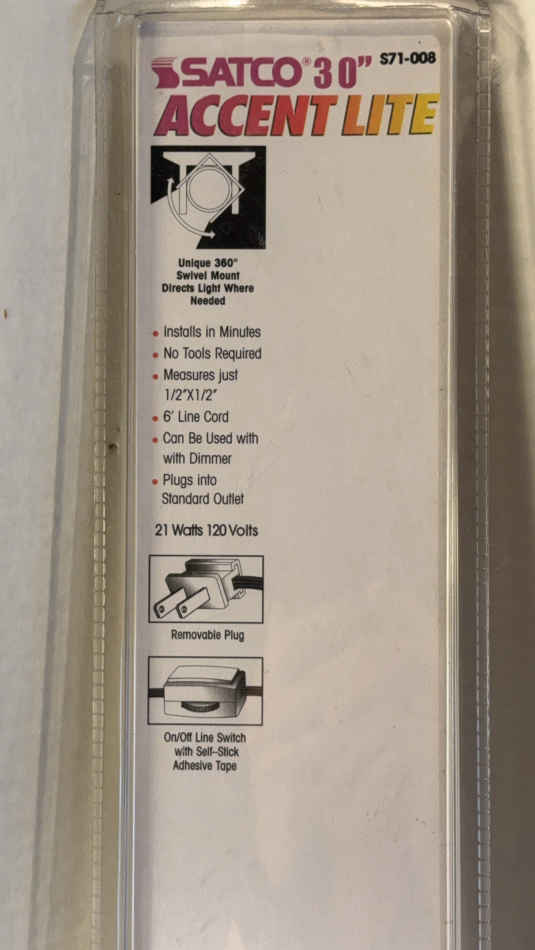 SATCO® 30" S71-008
ACCENT LITE
Unique 360°
Swivel Mount
Directs Light Where
Needed
• Installs in Minutes
• No Tools Required
• Measures just
1/2"X1/2"
• 6' Line Cord
• Can Be Used with
with Dimmer
• Plugs into
Standard Outlet
21 Watts 120 Volts
Removable Plug
On/Off Line Switch
with Self-Stick
Adhesive Tape